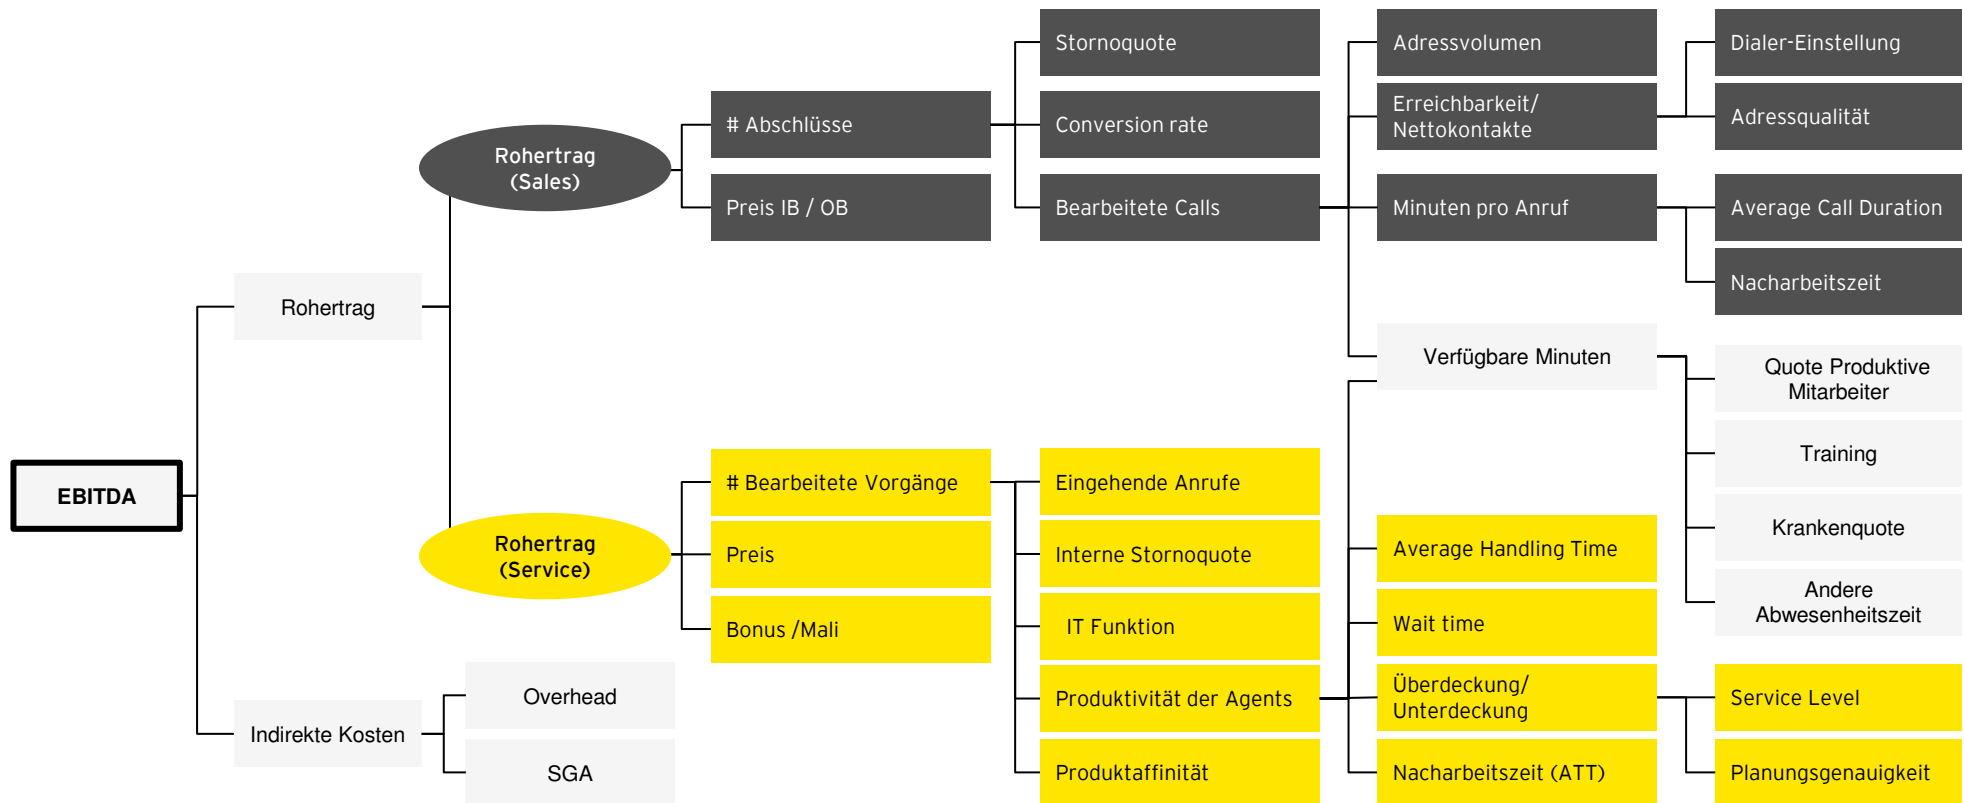 EBITDA
Rohertrag
Indirekte Kosten
Overhead
SGA
Rohertrag
(Sales)
# Abschlüsse
Preis IB / OB
Stornoquote
Conversion rate
Bearbeitete Calls
Adressvolumen
Erreichbarkeit/
Nettokontakte
Minuten pro Anruf
Verfügbare Minuten
Dialer-Einstellung
Adressqualität
Average Call Duration
Nacharbeitszeit
Quote Produktive
Mitarbeiter
Training
Krankenquote
Andere
Abwesenheitszeit
Rohertrag
(Service)
# Bearbeitete Vorgänge
Preis
Bonus /Mali
Eingehende Anrufe
Interne Stornoquote
IT Funktion
Produktivität der Agents
Produktaffinität
Average Handling Time
Wait time
Überdeckung/
Unterdeckung
Nacharbeitszeit (ATT)
Service Level
Planungsgenauigkeit